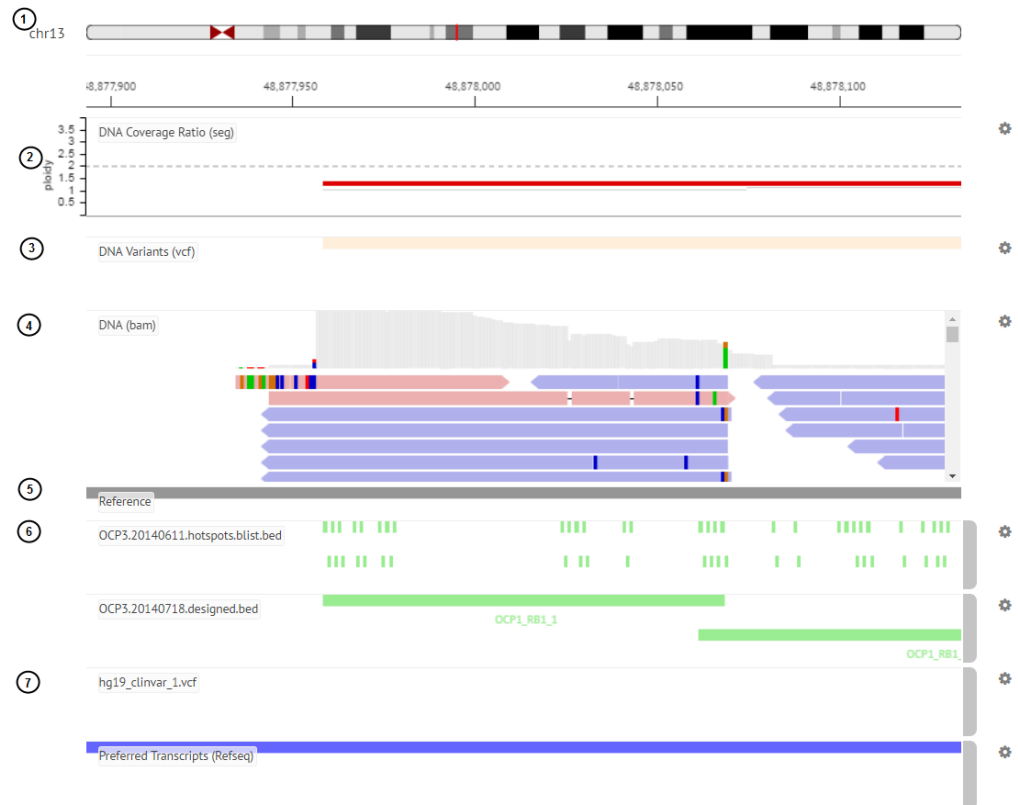 1
chr13
48,877,900 48,877,950 48,878,000 48,878,050 48,878,100
2
ploidy
3.5
3
2.5
2
1.5
1
0.5
DNA Coverage Ratio (seg)
3
DNA Variants (vcf)
4
DNA (bam)
5
Reference
6
OCP3.20140611.hotspots.blist.bed
OCP3.20140718.designed.bed
OCP1_RB1_1
OCP1_RB1_
7
hg19_clinvar_1.vcf
Preferred Transcripts (Refseq)